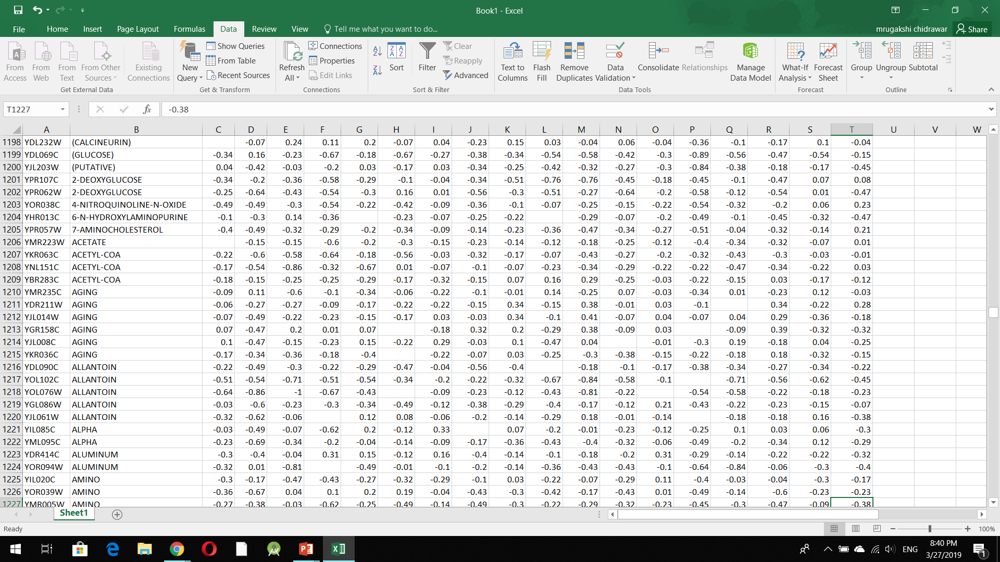 Book1 - Excel
File Home Insert Page Layout Formulas Data Review View Tell me what you want to do... mrugakshi chidrawar Share
From Access From Web From Text From Other Sources Existing Connections New Query Show Queries From Table Recent Sources Refresh All Connections Properties Edit Links Sort Filter Clear Reapply Advanced Text to Columns Flash Fill Remove Duplicates Data Validation Consolidate Relationships Manage Data Model What-If Analysis Forecast Sheet Group Ungroup Subtotal
Get External Data Get & Transform Connections Sort & Filter Data Tools Forecast Outline
T1227 fx -0.38
A B C D E F G H I J K L M N O P Q R S T U V W
1198 YDL232W (CALCINEURIN) -0.07 0.24 0.11 0.2 -0.07 0.04 -0.23 0.15 0.03 -0.04 0.06 -0.04 -0.36 -0.1 -0.17 0.1 -0.04
1199 YDL069C (GLUCOSE) -0.34 0.16 -0.23 -0.67 -0.18 -0.67 -0.27 -0.38 -0.34 -0.54 -0.58 -0.42 -0.3 -0.89 -0.56 -0.47 -0.54 -0.15
1200 YJL203W (PUTATIVE) 0.04 -0.42 -0.03 -0.2 0.03 -0.17 0.03 -0.34 -0.25 -0.42 -0.32 -0.27 -0.3 -0.84 -0.38 -0.18 -0.17 -0.45
1201 YPR107C 2-DEOXYGLUCOSE -0.34 -0.2 -0.36 -0.58 -0.29 -0.1 -0.04 -0.34 -0.51 -0.76 -0.76 -0.45 -0.18 -0.45 -0.1 -0.47 0.07 0.08
1202 YPR062W 2-DEOXYGLUCOSE -0.25 -0.64 -0.43 -0.54 -0.3 0.16 0.01 -0.56 -0.3 -0.51 -0.27 -0.64 -0.2 -0.58 -0.12 -0.54 0.01 -0.47
1203 YOR038C 4-NITROQUINOLINE-N-OXIDE -0.49 -0.49 -0.3 -0.54 -0.22 -0.42 -0.09 -0.36 -0.1 -0.07 -0.25 -0.15 -0.22 -0.54 -0.32 -0.2 0.06 0.23
1204 YHR013C 6-N-HYDROXYLAMINOPURINE -0.1 -0.3 0.14 -0.36 -0.23 -0.07 -0.25 -0.22 -0.29 -0.07 -0.2 -0.49 -0.1 -0.45 -0.32 -0.47
1205 YPR057W 7-AMINOCHOLESTEROL -0.4 -0.49 -0.32 -0.29 -0.2 -0.34 -0.09 -0.14 -0.23 -0.36 -0.47 -0.34 -0.27 -0.51 -0.04 -0.32 -0.14 0.21
1206 YMR223W ACETATE -0.15 -0.15 -0.6 -0.2 -0.3 -0.15 -0.23 -0.14 -0.12 -0.18 -0.25 -0.12 -0.4 -0.34 -0.32 -0.07 0.01
1207 YKR063C ACETYL-COA -0.22 -0.6 -0.58 -0.64 -0.18 -0.56 -0.03 -0.32 -0.17 -0.07 -0.43 -0.27 -0.2 -0.32 -0.43 -0.3 -0.03 -0.01
1208 YNL151C ACETYL-COA -0.17 -0.54 -0.86 -0.32 -0.67 0.01 -0.07 -0.1 -0.07 -0.23 -0.34 -0.29 -0.22 -0.22 -0.47 -0.34 -0.22 0.03
1209 YBR283C ACETYL-COA -0.18 -0.15 -0.25 -0.25 -0.29 -0.17 -0.32 -0.15 0.07 0.16 0.29 -0.25 -0.03 -0.22 -0.15 0.03 -0.17 -0.12
1210 YMR235C AGING -0.09 0.11 -0.6 -0.1 -0.34 -0.06 -0.22 -0.1 -0.01 0.14 -0.25 0.07 -0.03 -0.34 0.01 -0.23 0.12 -0.03
1211 YDR211W AGING -0.06 -0.27 -0.27 -0.09 -0.17 -0.22 -0.22 -0.15 0.34 -0.15 0.38 -0.01 0.03 -0.1 0.34 -0.22 0.28
1212 YJL014W AGING -0.07 -0.49 -0.22 -0.23 -0.15 -0.17 0.03 -0.03 0.34 -0.1 0.41 -0.07 0.04 -0.07 0.04 0.29 -0.36 -0.18
1213 YGR158C AGING 0.07 -0.47 0.2 0.01 0.07 -0.18 0.32 0.2 -0.29 0.38 -0.09 0.03 -0.09 0.39 -0.32 -0.32
1214 YJL008C AGING 0.1 -0.47 -0.15 -0.23 0.15 -0.22 0.29 -0.03 0.1 -0.47 0.04 -0.01 -0.3 0.19 -0.18 0.04 -0.25
1215 YKR036C AGING -0.17 -0.34 -0.36 -0.18 -0.4 -0.22 -0.07 0.03 -0.25 -0.3 -0.38 -0.15 -0.22 -0.18 0.18 -0.32 -0.15
1216 YDL090C ALLANTOIN -0.22 -0.49 -0.3 -0.22 -0.29 -0.47 -0.04 -0.56 -0.4 -0.18 -0.1 -0.17 -0.38 -0.34 -0.27 -0.34 -0.22
1217 YOL102C ALLANTOIN -0.51 -0.54 -0.71 -0.51 -0.54 -0.34 -0.2 -0.22 -0.32 -0.67 -0.84 -0.58 -0.1 -0.71 -0.56 -0.62 -0.45
1218 YOL076W ALLANTOIN -0.64 -0.86 -1 -0.67 -0.43 -0.09 -0.23 -0.12 -0.43 -0.81 -0.22 -0.54 -0.58 -0.22 -0.18 -0.23
1219 YGL086W ALLANTOIN -0.03 -0.6 -0.23 -0.3 -0.34 -0.49 -0.12 -0.38 -0.29 -0.4 -0.17 -0.12 0.21 -0.43 -0.22 -0.23 -0.15 -0.07
1220 YJL061W ALLANTOIN -0.32 -0.62 -0.06 0.12 0.08 -0.06 -0.2 -0.14 -0.29 0.18 -0.01 -0.14 -0.18 -0.18 0.16 -0.38
1221 YIL085C ALPHA -0.03 -0.49 -0.07 -0.62 0.2 -0.12 0.33 0.07 -0.2 -0.01 -0.23 -0.12 -0.25 0.1 0.03 0.06 -0.3
1222 YML095C ALPHA -0.23 -0.69 -0.34 -0.2 -0.04 -0.14 -0.09 -0.17 -0.36 -0.43 -0.4 -0.32 -0.06 -0.49 -0.2 -0.34 0.12 -0.29
1223 YDR414C ALUMINUM -0.3 -0.4 -0.04 0.31 0.15 -0.12 0.16 -0.4 -0.14 -0.1 -0.18 -0.2 0.31 -0.29 -0.14 -0.22 -0.22 -0.32
1224 YOR094W ALUMINUM -0.32 0.01 -0.81 -0.49 -0.01 -0.1 -0.2 -0.14 -0.36 -0.43 -0.43 -0.1 -0.64 -0.84 -0.06 -0.3 -0.4
1225 YIL020C AMINO -0.3 -0.17 -0.47 -0.43 -0.27 -0.32 -0.29 -0.1 0.03 -0.22 -0.07 -0.29 0.11 -0.4 -0.03 -0.04 -0.3 -0.17
1226 YOR039W AMINO -0.36 -0.67 0.04 0.1 0.2 0.19 -0.04 -0.43 -0.3 -0.42 -0.17 -0.43 0.01 -0.49 -0.14 -0.6 -0.23 -0.23
1227 YMR005W AMINO -0.27 -0.38 -0.03 -0.62 -0.25 -0.49 -0.14 -0.49 -0.3 -0.22 -0.29 -0.32 -0.23 -0.45 -0.3 -0.47 -0.09 -0.38
Sheet1
Ready 100%
ENG 8:40 PM
3/27/2019 1